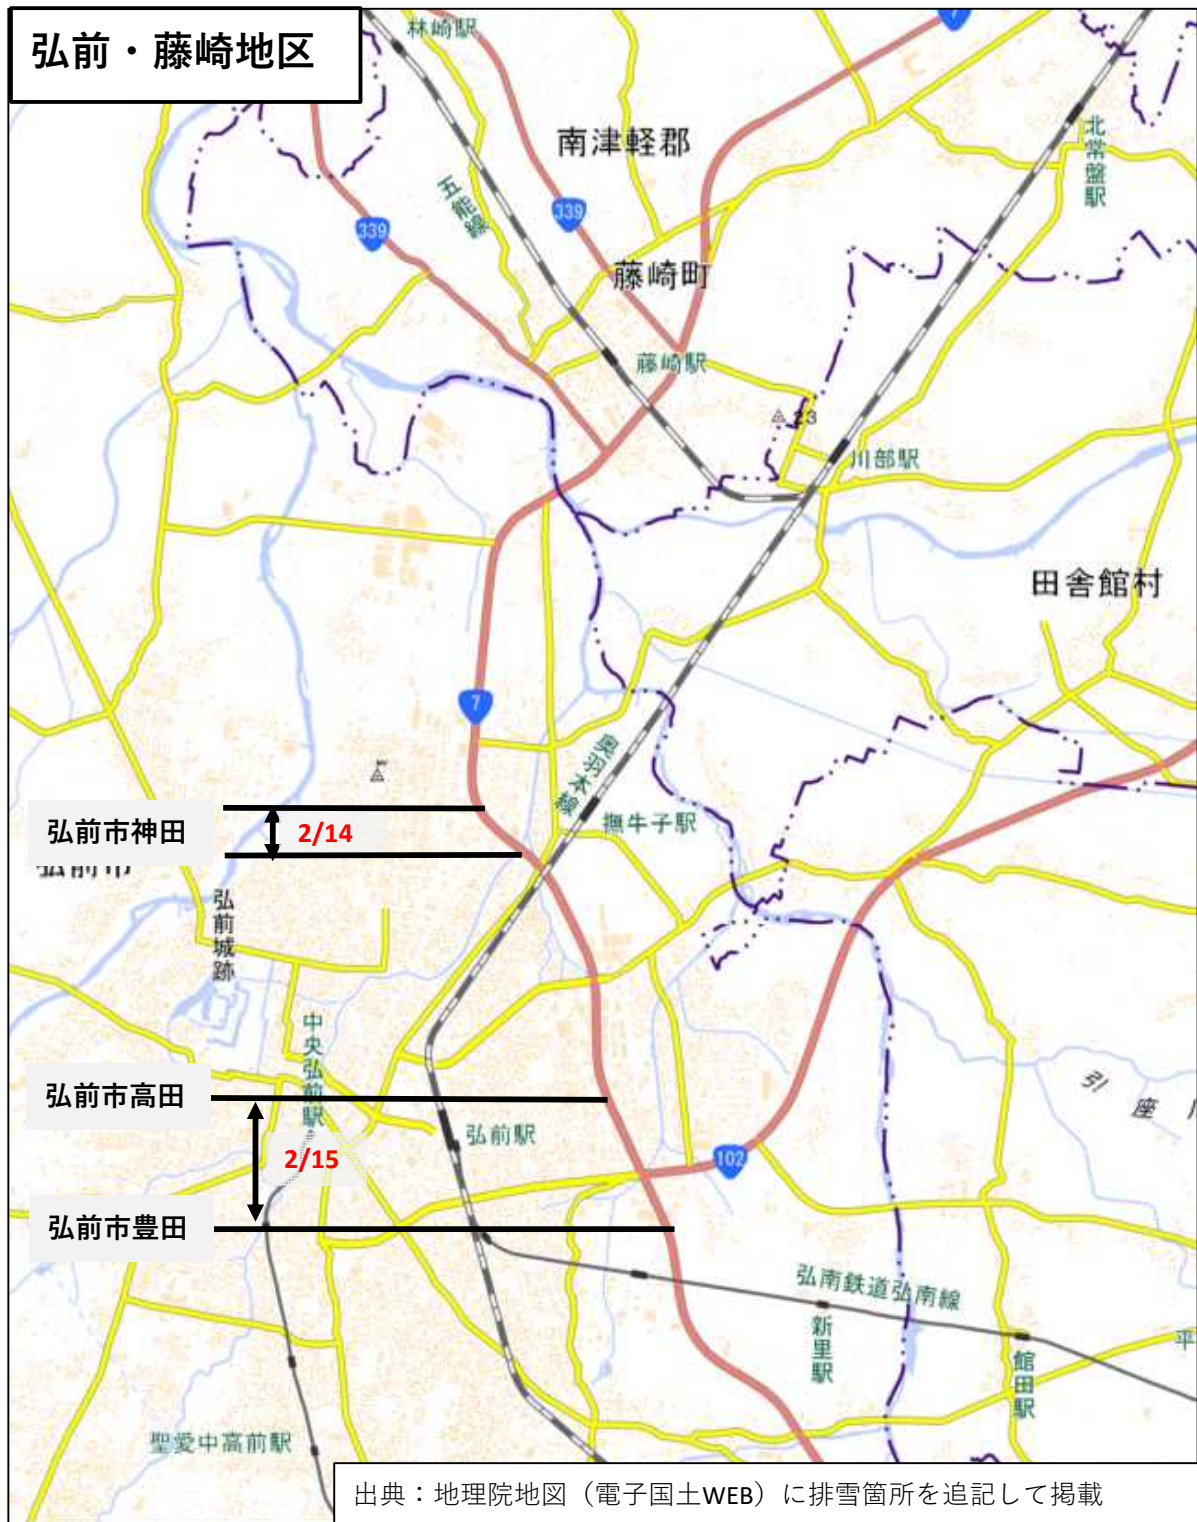 弘前・藤崎地区
林崎駅
7
南津軽郡
北常盤駅
五能線
339
339
藤崎町
藤崎駅
23
川部駅
田舎館村
7
奥羽本線
撫牛子駅
弘前市神田
2/14
弘前市
弘前城跡
中央弘前駅
弘前市高田
弘前駅
2/15
102
引座
弘前市豊田
弘南鉄道弘南線
新里駅
館田駅
平
聖愛中高前駅
出典：地理院地図（電子国土WEB）に排雪箇所を追記して掲載